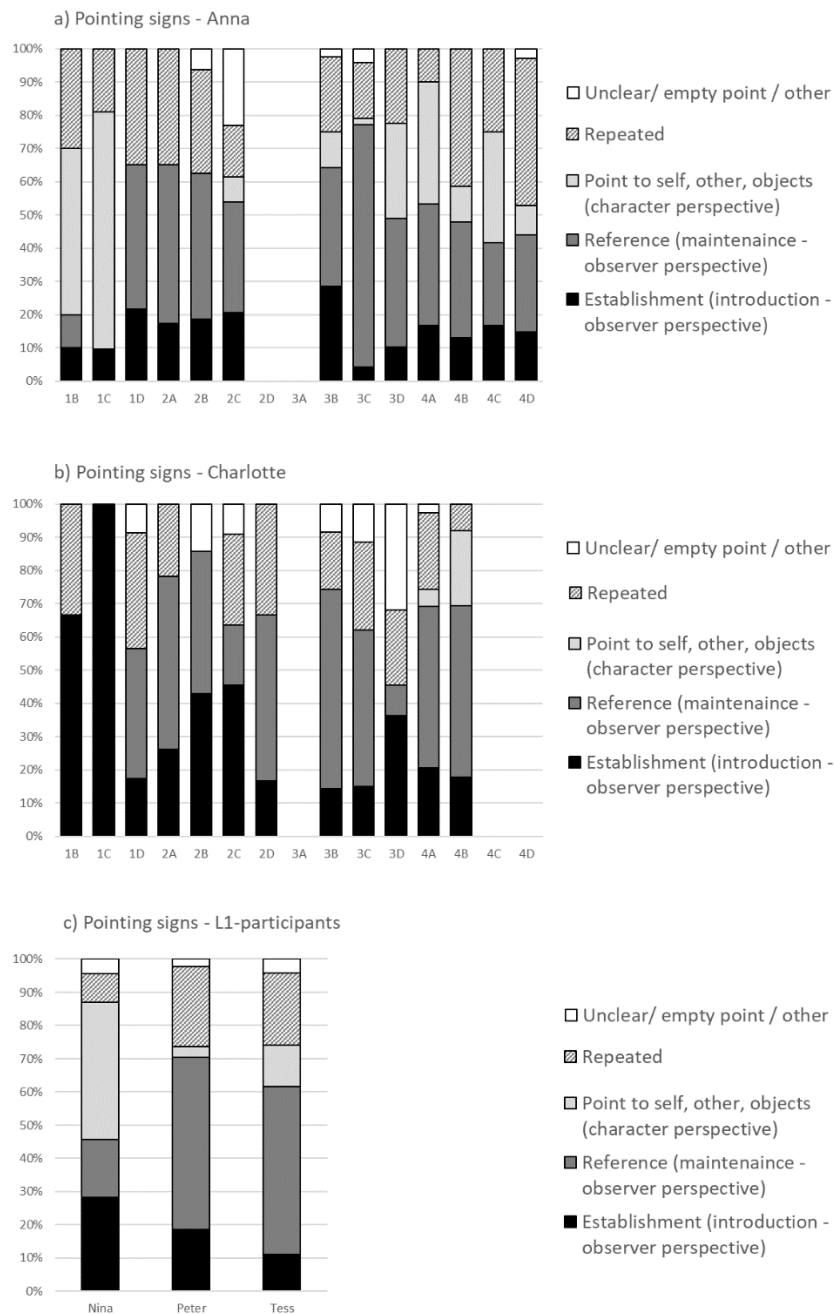 a) Pointing signs - Anna
100%
90%
80%
70%
60%
50%
40%
30%
20%
10%
0%
1B 1C 1D 2A 2B 2C 2D 3A 3B 3C 3D 4A 4B 4C 4D
Unclear/ empty point / other
Repeated
Point to self, other, objects
(character perspective)
Reference (maintenaince -
observer perspective)
Establishment (introduction -
observer perspective)
b) Pointing signs - Charlotte
100%
90%
80%
70%
60%
50%
40%
30%
20%
10%
0%
1B 1C 1D 2A 2B 2C 2D 3A 3B 3C 3D 4A 4B 4C 4D
Unclear/ empty point / other
Repeated
Point to self, other, objects
(character perspective)
Reference (maintenaince -
observer perspective)
Establishment (introduction -
observer perspective)
c) Pointing signs - L1-participants
100%
90%
80%
70%
60%
50%
40%
30%
20%
10%
0%
Nina Peter Tess
Unclear/ empty point / other
Repeated
Point to self, other, objects
(character perspective)
Reference (maintenaince -
observer perspective)
Establishment (introduction -
observer perspective)